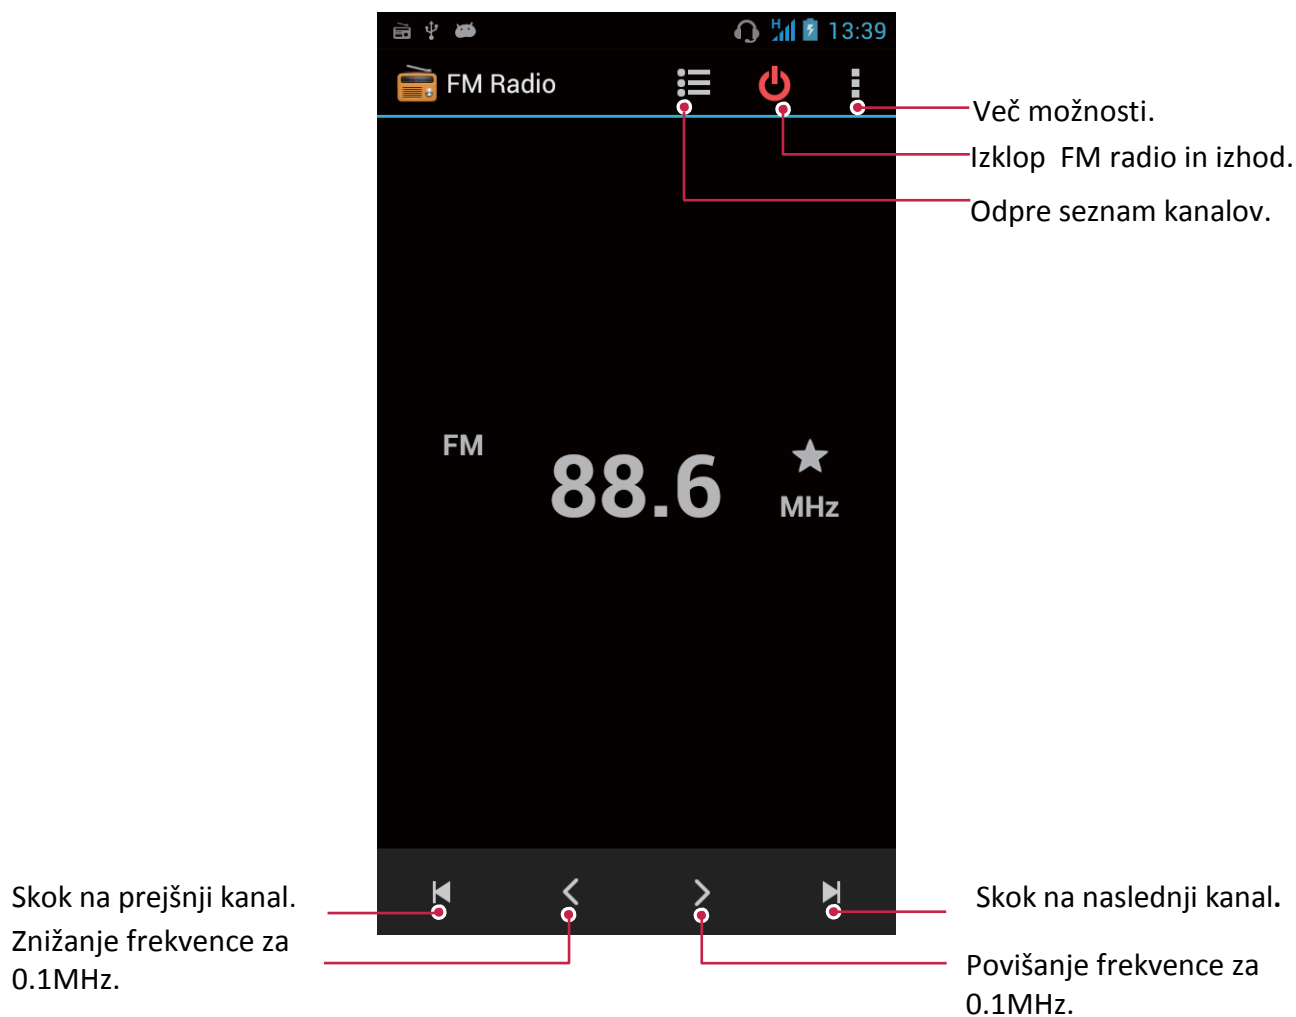 H 13:39
FM Radio
Več možnosti.
Izklop  FM radio in izhod.
Odpre seznam kanalov.
FM
88.6
MHz
Skok na prejšnji kanal.
Znižanje frekvence za
0.1MHz.
Skok na naslednji kanal.
Povišanje frekvence za
0.1MHz.